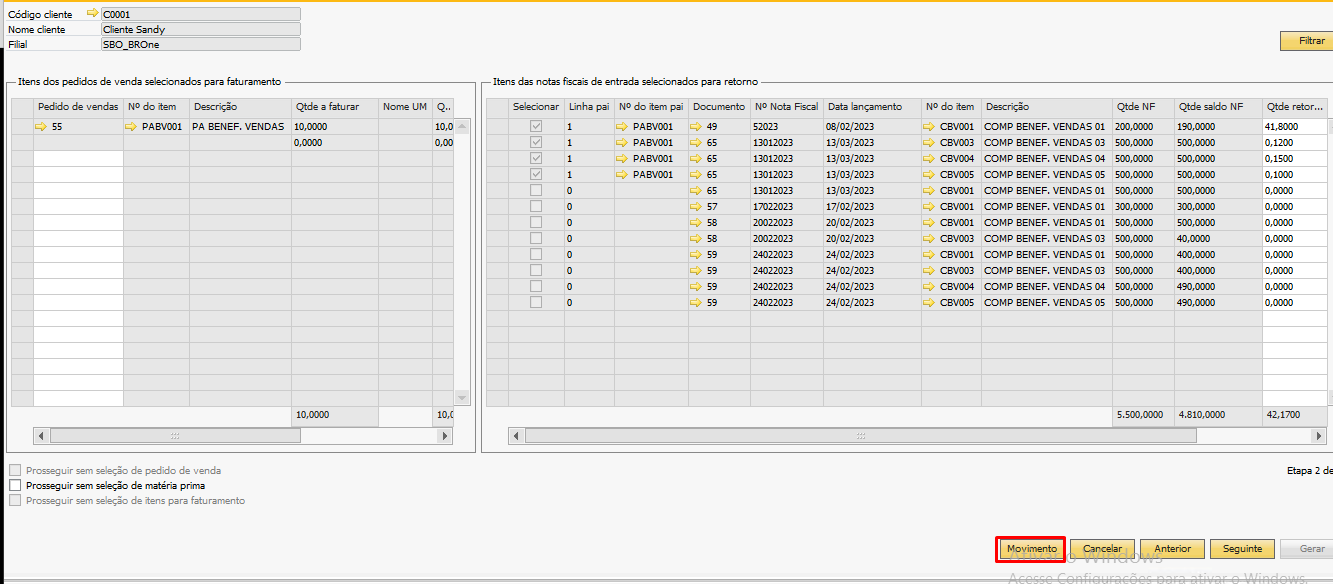 Código cliente C0001
Nome cliente Cliente Sandy
Filial SBO_BROne
Filtrar
Itens dos pedidos de venda selecionados para faturamento
Pedido de vendas Nº do item Descrição Qtde a faturar Nome UM Q..
55 PABV001 PA BENEF. VENDAS 10,0000 10,0
0,0000 0,00
10,0000 10,0
Itens das notas fiscais de entrada selecionados para retorno
Selecionar Linha pai Nº do item pai Documento Nº Nota Fiscal Data lançamento Nº do item Descrição Qtde NF Qtde saldo NF Qtde retor...
1 PABV001 49 52023 08/02/2023 CBV001 COMP BENEF. VENDAS 01 200,0000 190,0000 41,8000
1 PABV001 65 13012023 13/03/2023 CBV003 COMP BENEF. VENDAS 03 500,0000 500,0000 0,1200
1 PABV001 65 13012023 13/03/2023 CBV004 COMP BENEF. VENDAS 04 500,0000 500,0000 0,1500
1 PABV001 65 13012023 13/03/2023 CBV005 COMP BENEF. VENDAS 05 500,0000 500,0000 0,1000
0 65 13012023 13/03/2023 CBV001 COMP BENEF. VENDAS 01 500,0000 500,0000 0,0000
0 57 17022023 17/02/2023 CBV001 COMP BENEF. VENDAS 01 300,0000 300,0000 0,0000
0 58 20022023 20/02/2023 CBV001 COMP BENEF. VENDAS 01 500,0000 500,0000 0,0000
0 58 20022023 20/02/2023 CBV003 COMP BENEF. VENDAS 03 500,0000 40,0000 0,0000
0 59 24022023 24/02/2023 CBV001 COMP BENEF. VENDAS 01 500,0000 400,0000 0,0000
0 59 24022023 24/02/2023 CBV003 COMP BENEF. VENDAS 03 500,0000 400,0000 0,0000
0 59 24022023 24/02/2023 CBV004 COMP BENEF. VENDAS 04 500,0000 490,0000 0,0000
0 59 24022023 24/02/2023 CBV005 COMP BENEF. VENDAS 05 500,0000 490,0000 0,0000
5.500,0000 4.810,0000 42,1700
Prosseguir sem seleção de pedido de venda
Prosseguir sem seleção de matéria prima
Prosseguir sem seleção de itens para faturamento
Etapa 2 de
Movimento Cancelar Anterior Seguinte Gerar
Ativar o Windows
Acesse Configurações para ativar o Windows.